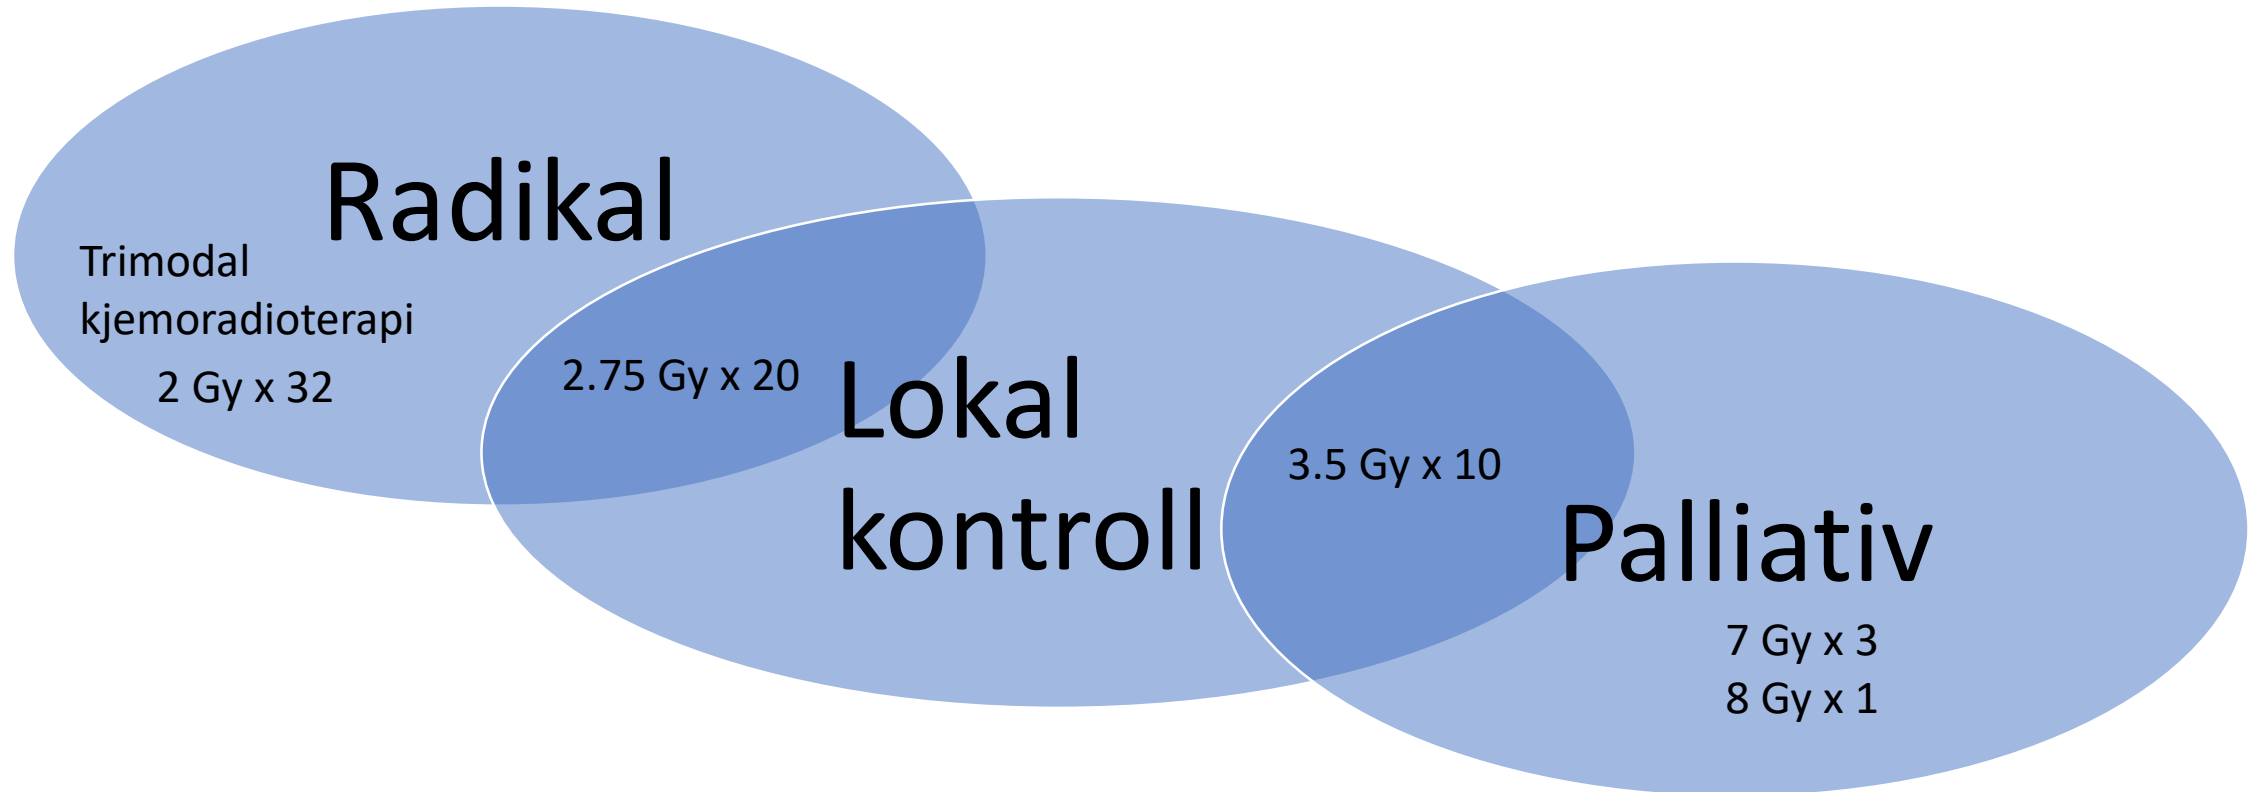 Radikal
Trimodal
kjemoradioterapi
2 Gy x 32
2.75 Gy x 20
Lokal
kontroll
3.5 Gy x 10
Palliativ
7 Gy x 3
8 Gy x 1